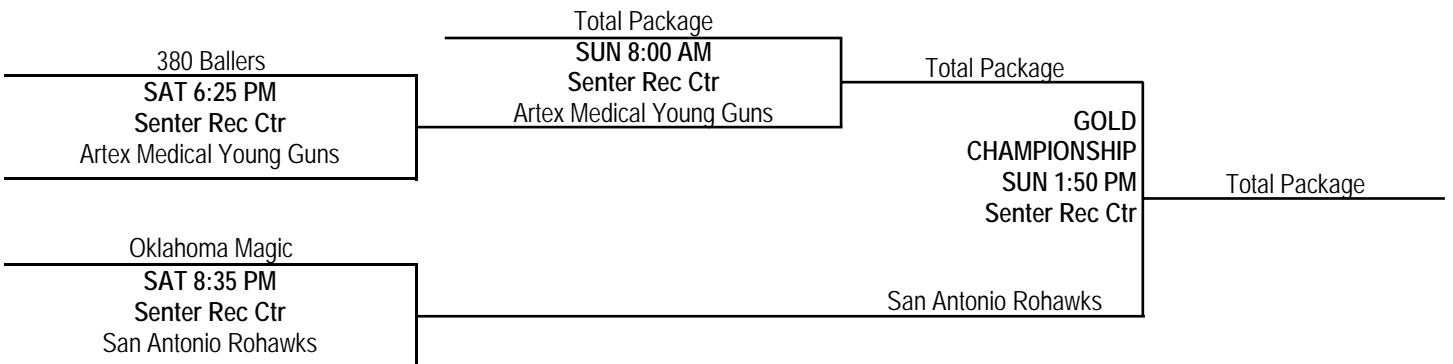 Total Package
SUN 8:00 AM
Senter Rec Ctr
Artex Medical Young Guns
380 Ballers
SAT 6:25 PM
Senter Rec Ctr
Artex Medical Young Guns
Total Package
GOLD
CHAMPIONSHIP
SUN 1:50 PM
Senter Rec Ctr
Total Package
Oklahoma Magic
SAT 8:35 PM
Senter Rec Ctr
San Antonio Rohawks
San Antonio Rohawks